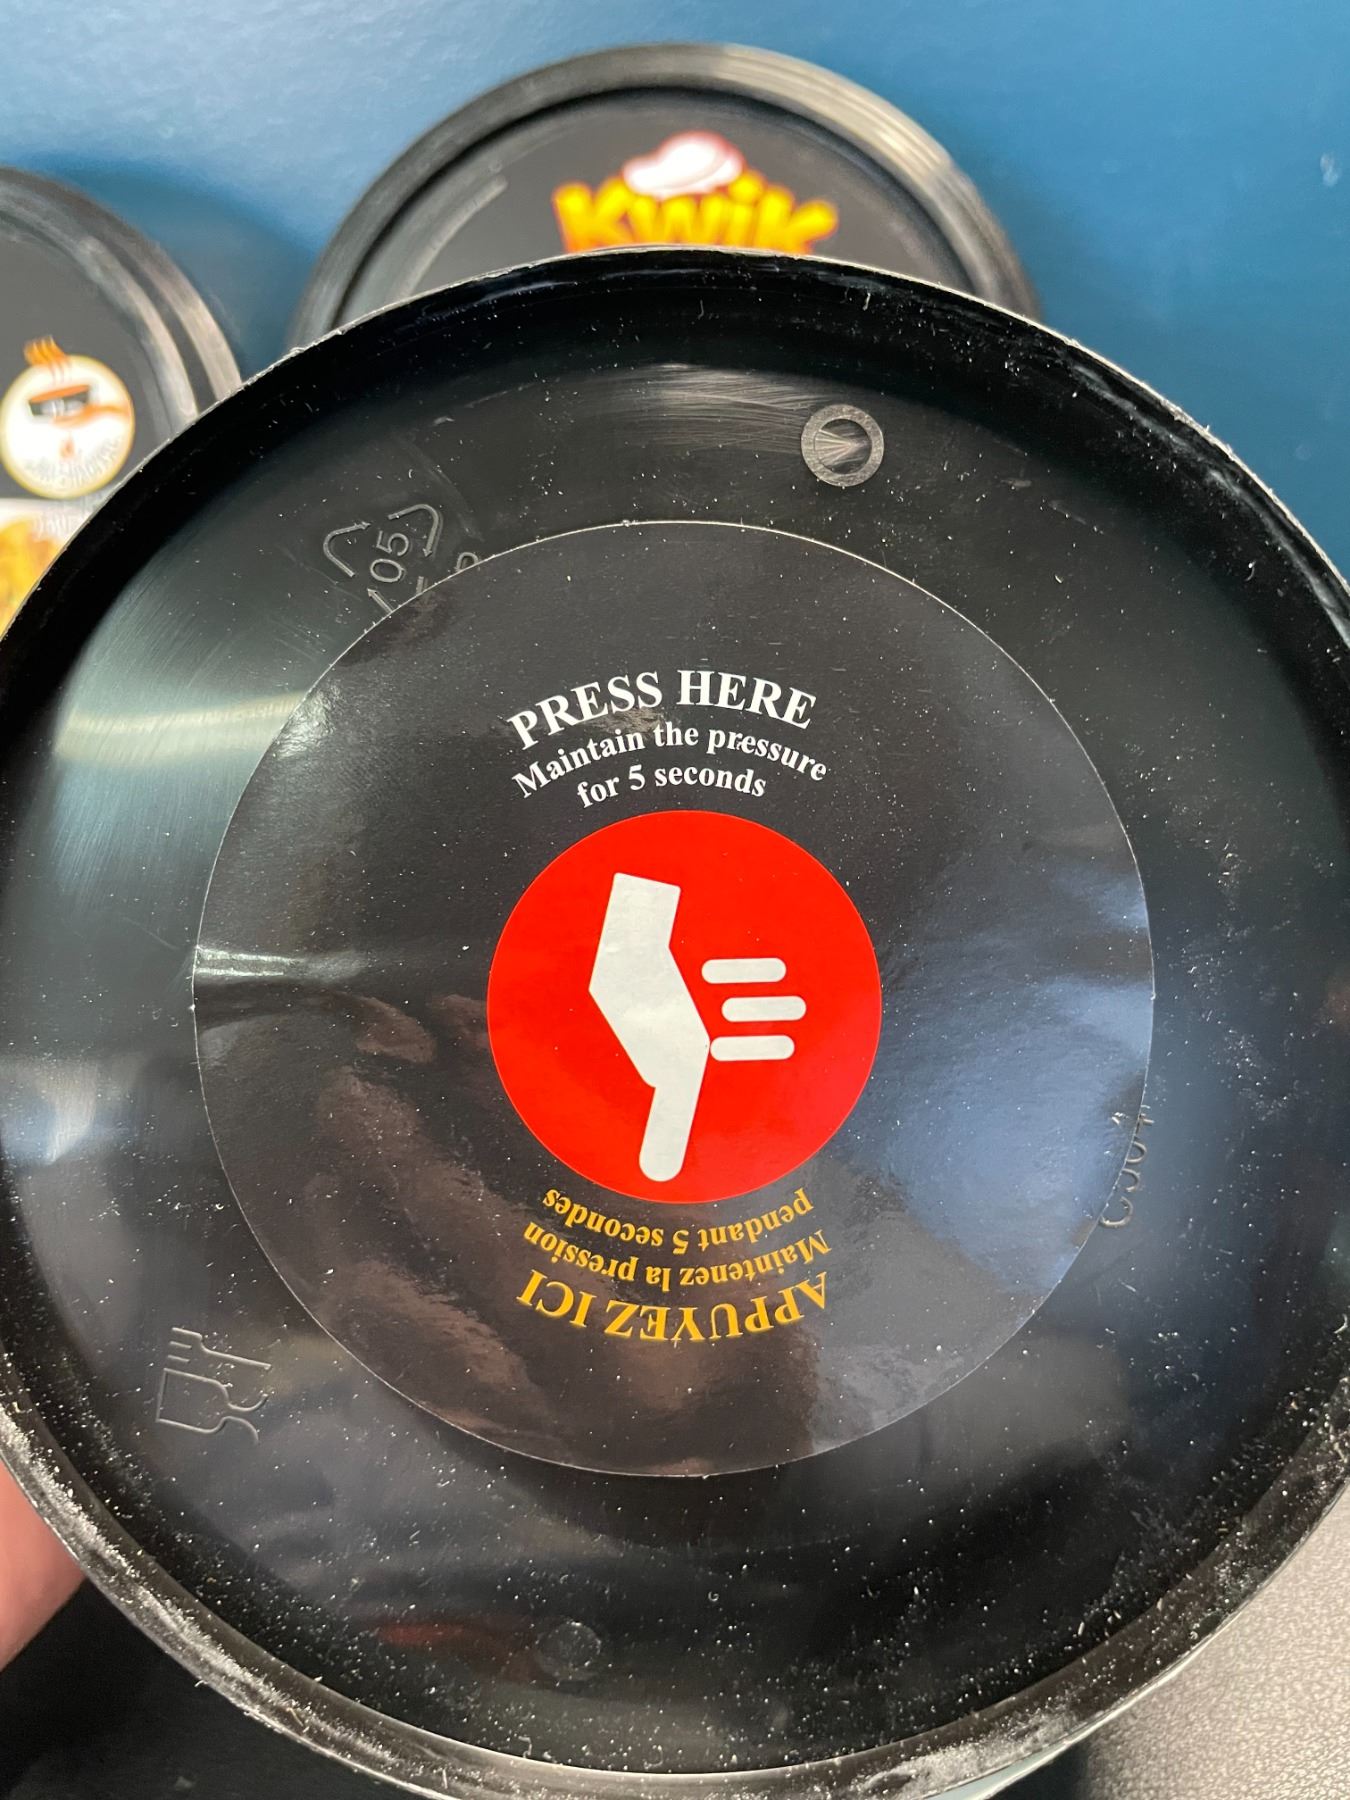 KWiK
05
PRESS HERE
Maintain the pressure
for 5 seconds
APPUYEZ ICI
Maintenez la pression
pendant 5 secondes